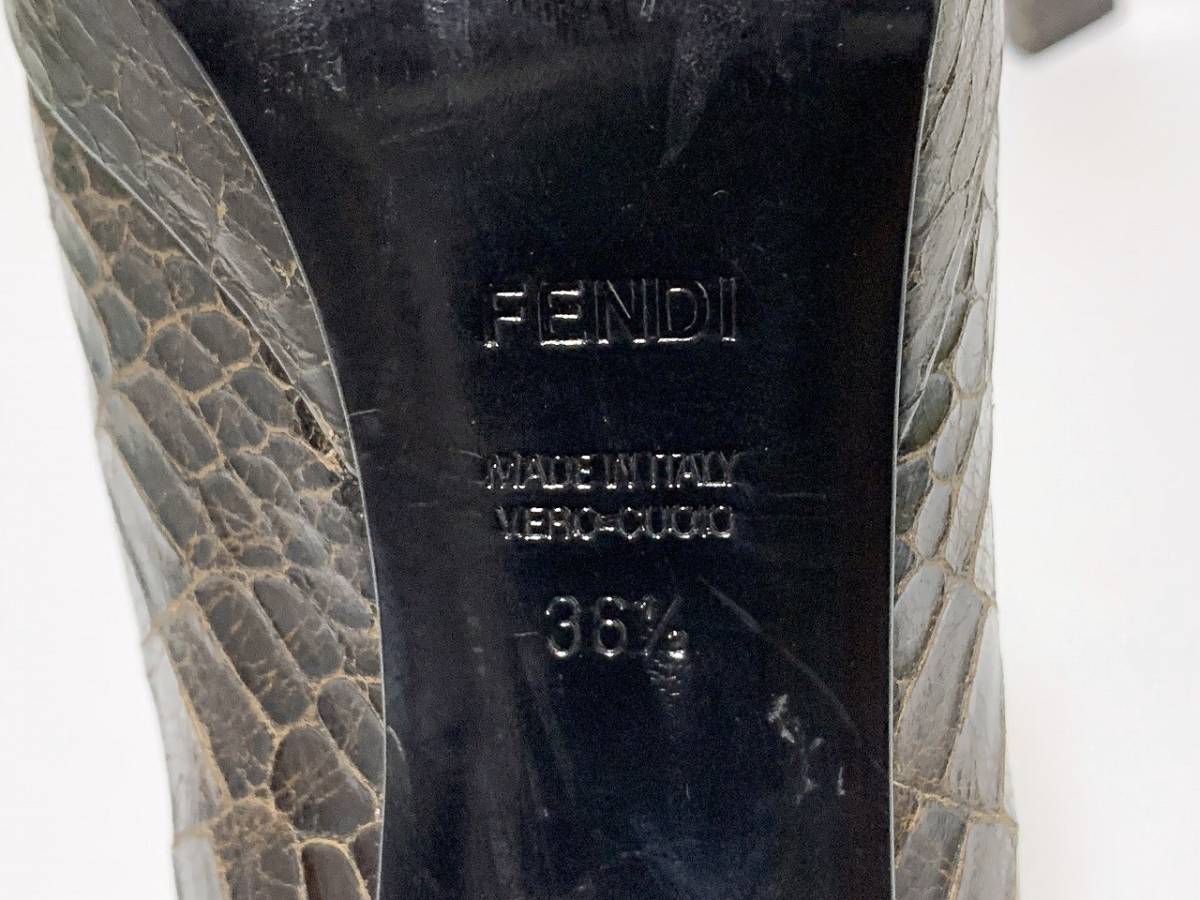 FENDI
MADE IN ITALY
VERO-CUOIO
36½